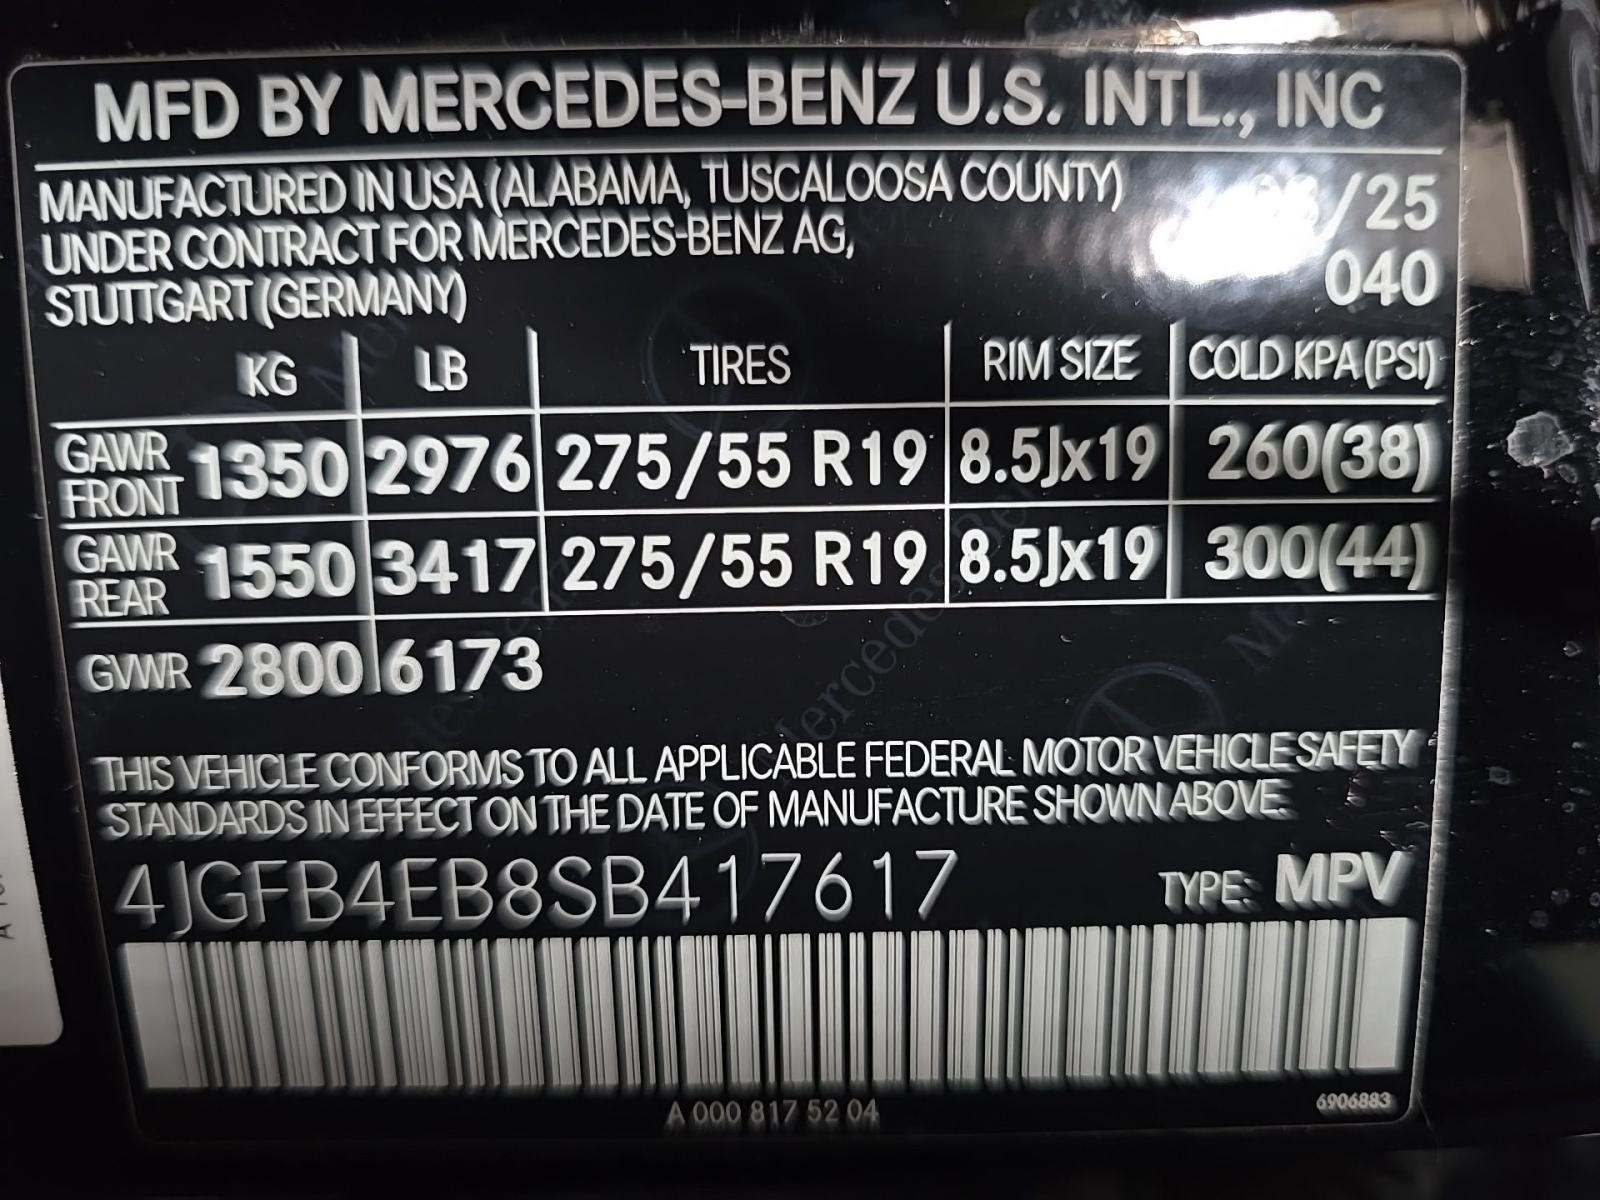 MFD BY MERCEDES-BENZ U.S. INTL., INC
MANUFACTURED IN USA (ALABAMA, TUSCALOOSA COUNTY)
/25
UNDER CONTRACT FOR MERCEDES-BENZ AG,
040
STUTTGART (GERMANY)
KG LB TIRES RIM SIZE COLD KPA (PSI)
GAWR FRONT 1350 2976 275/55 R19 8.5Jx19 260(38)
GAWR REAR 1550 3417 275/55 R19 8.5Jx19 300(44)
GVWR 2800 6173
THIS VEHICLE CONFORMS TO ALL APPLICABLE FEDERAL MOTOR VEHICLE SAFETY
STANDARDS IN EFFECT ON THE DATE OF MANUFACTURE SHOWN ABOVE.
4JGFB4EB8SB417617 TYPE: MPV
A 000 817 52 04
6906883